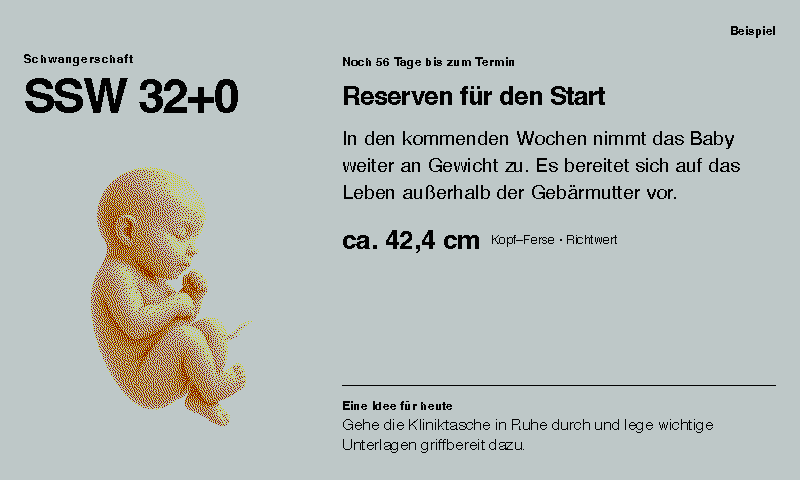 Beispiel
Schwangerschaft
SSW 32+0
Noch 56 Tage bis zum Termin
Reserven für den Start
In den kommenden Wochen nimmt das Baby
weiter an Gewicht zu. Es bereitet sich auf das
Leben außerhalb der Gebärmutter vor.
ca. 42,4 cm Kopf–Ferse · Richtwert
Eine Idee für heute
Gehe die Kliniktasche in Ruhe durch und lege wichtige
Unterlagen griffbereit dazu.